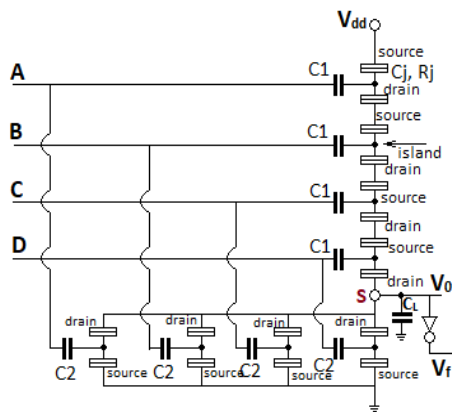 Vdd
source
A
C1
Cj, Rj
drain
source
B
C1
island
drain
C
C1
source
drain
D
C1
source
drain
S
V0
CL
drain
drain
drain
drain
Vf
C2
source
C2
source
C2
source
C2
source